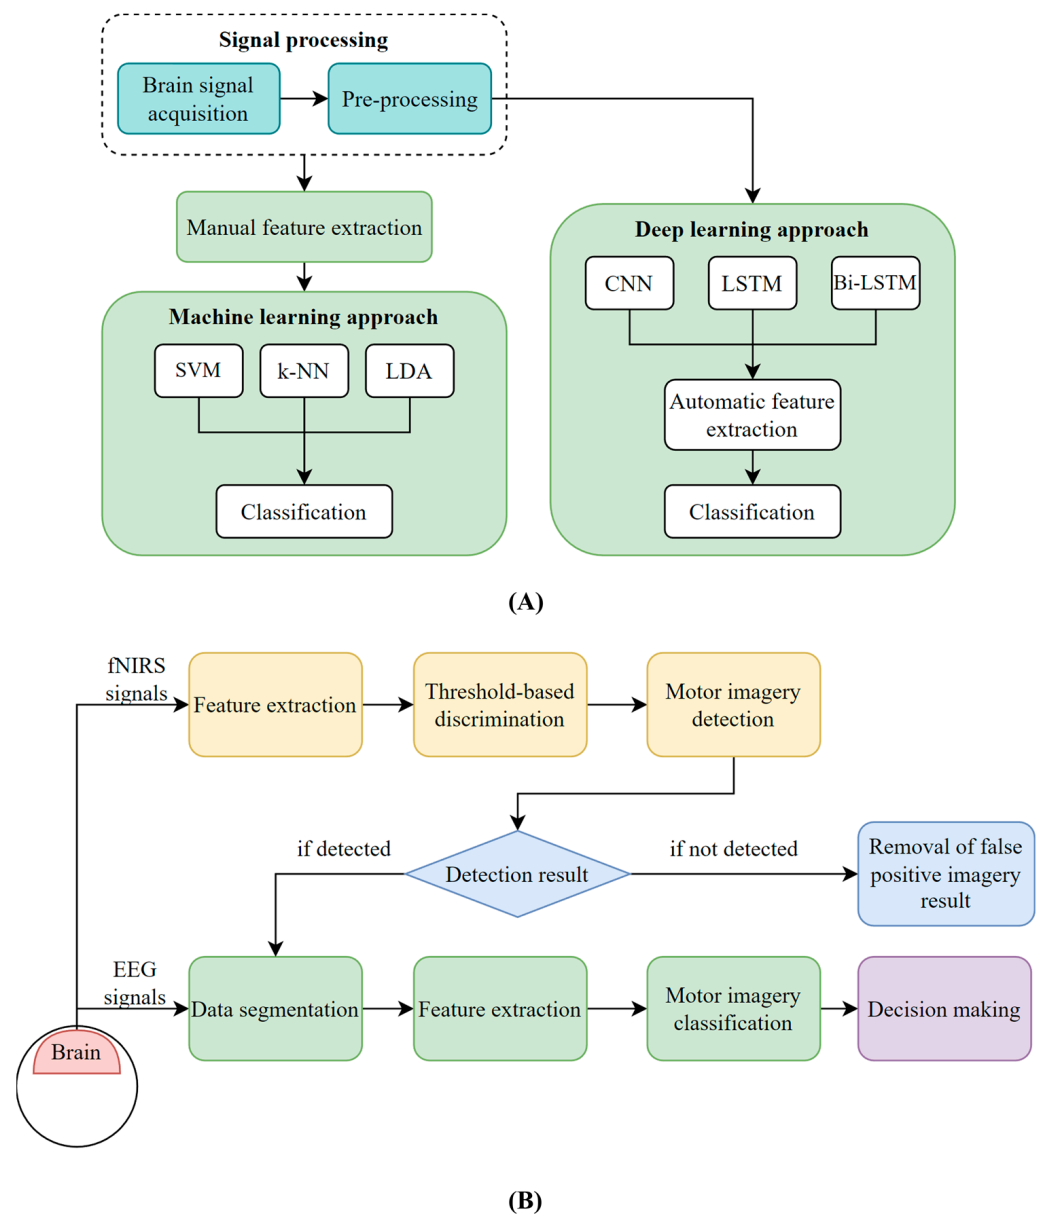 Signal processing
Brain signal
acquisition
Pre-processing
Manual feature extraction
Machine learning approach
SVM
k-NN
LDA
Classification
Deep learning approach
CNN
LSTM
Bi-LSTM
Automatic feature
extraction
Classification
(A)
fNIRS
signals
Feature extraction
Threshold-based
discrimination
Motor imagery
detection
if detected
Detection result
if not detected
Removal of false
positive imagery
result
EEG
signals
Data segmentation
Feature extraction
Motor imagery
classification
Decision making
Brain
(B)